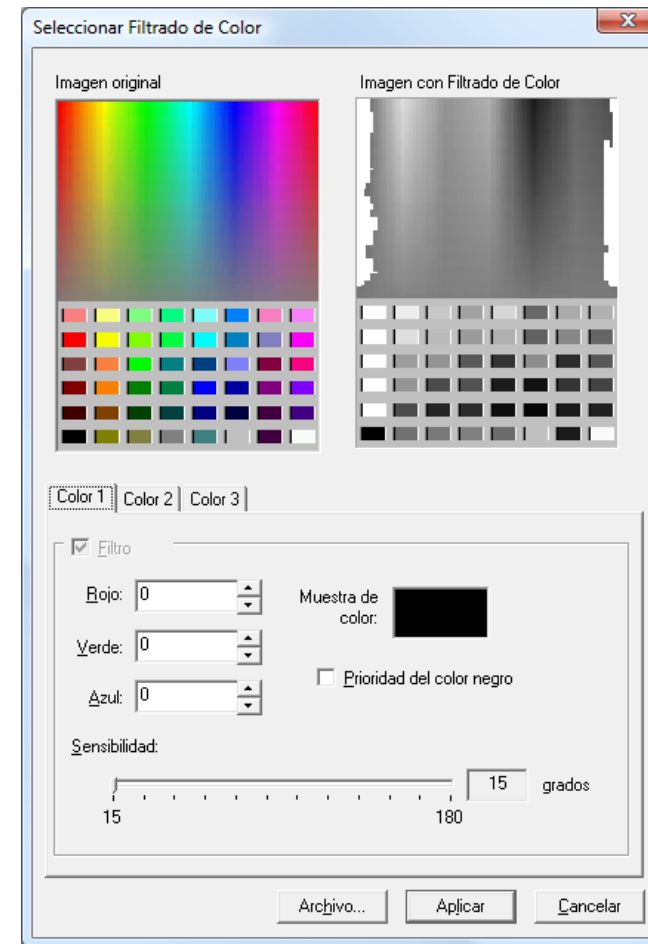 Seleccionar Filtrado de Color
Imagen original
Imagen con Filtrado de Color
Color 1
Color 2
Color 3
Filtro
Rojo: 0
Muestra de color:
Verde: 0
Prioridad del color negro
Azul: 0
Sensibilidad:
15 grados
15 180
Archivo...
Aplicar
Cancelar